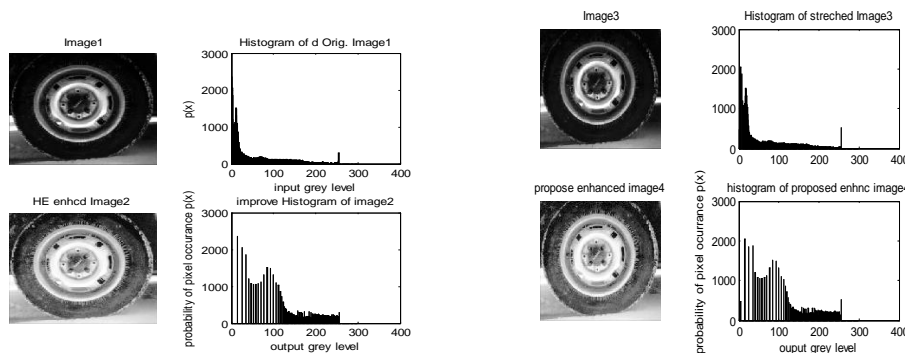 Image1
Histogram of d Orig. Image1
3000
2000
1000
0
p(x)
0 100 200 300 400
input grey level
HE enhcd Image2
improve Histogram of image2
3000
2000
1000
0
probability of pixel occurance p(x)
0 100 200 300 400
output grey level
Image3
Histogram of streched Image3
3000
2000
1000
0
0 100 200 300 400
propose enhanced image4
histogram of proposed enhnc image4
3000
2000
1000
0
probability of pixel ocurrance p(x)
0 100 200 300 400
ouput grey level